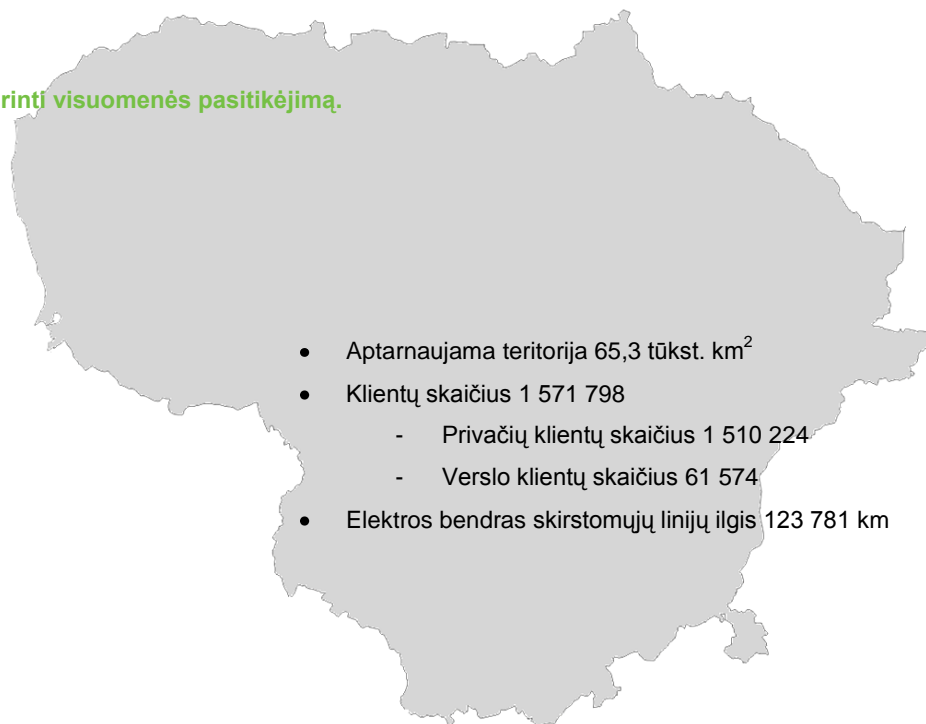 rinti visuomenės pasitikėjimą.
• Aptarnaujama teritorija 65,3 tūkst. km²
• Klientų skaičius 1 571 798
- Privačių klientų skaičius 1 510 224
- Verslo klientų skaičius 61 574
• Elektros bendras skirstomųjų linijų ilgis 123 781 km